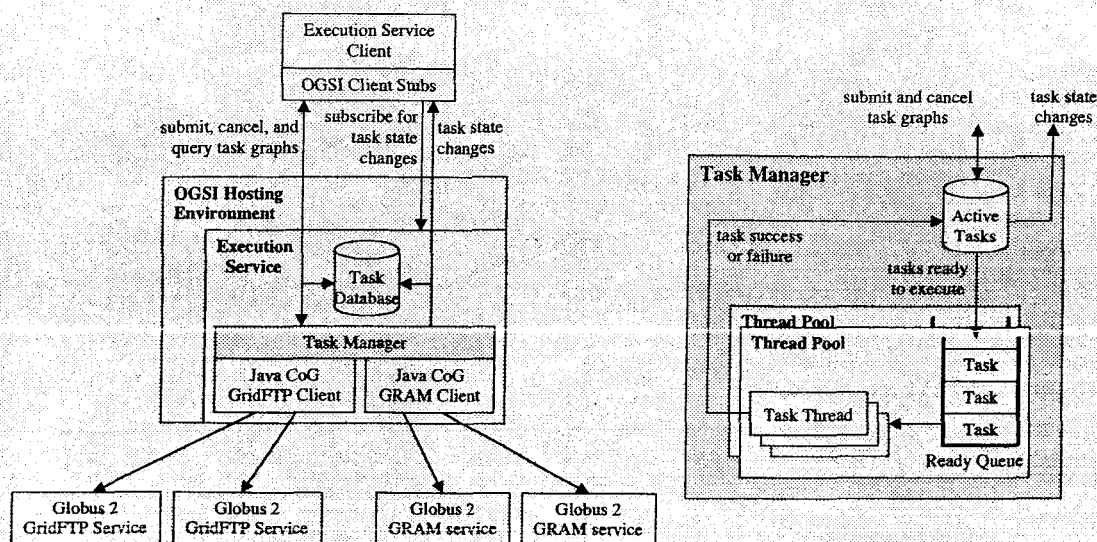 Execution Service
Client
OGSI Client Stubs
submit, cancel, and
query task graphs
subscribe for
task state
changes
task state
changes
OGSI Hosting
Environment
Execution
Service
Task
Database
Task Manager
Java CoG
GridFTP Client
Java CoG
GRAM Client
Globus 2
GridFTP Service
Globus 2
GridFTP Service
Globus 2
GRAM service
Globus 2
GRAM service
submit and cancel
task graphs
task state
changes
Task Manager
Active
Tasks
task success
or failure
tasks ready
to execute
Thread Pool
Thread Pool
Task
Task
Task
Task Thread
Ready Queue